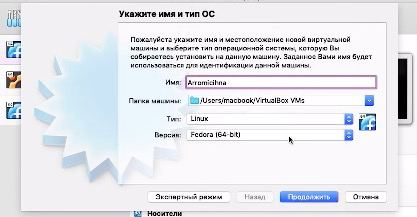 Укажите имя и тип ОС
Пожалуйста укажите имя и местоположение новой виртуальной
машины и выберите тип операционной системы, которую Вы
собираетесь установить на данную машину. Заданное Вами имя будет
использоваться для идентификации данной машины.
Имя: Arromicihna
Папка машины: /Users/macbook/VirtualBox VMs
Тип: Linux
Версия: Fedora (64-bit)
Экспертный режим Назад Продолжить Отмена
Носители